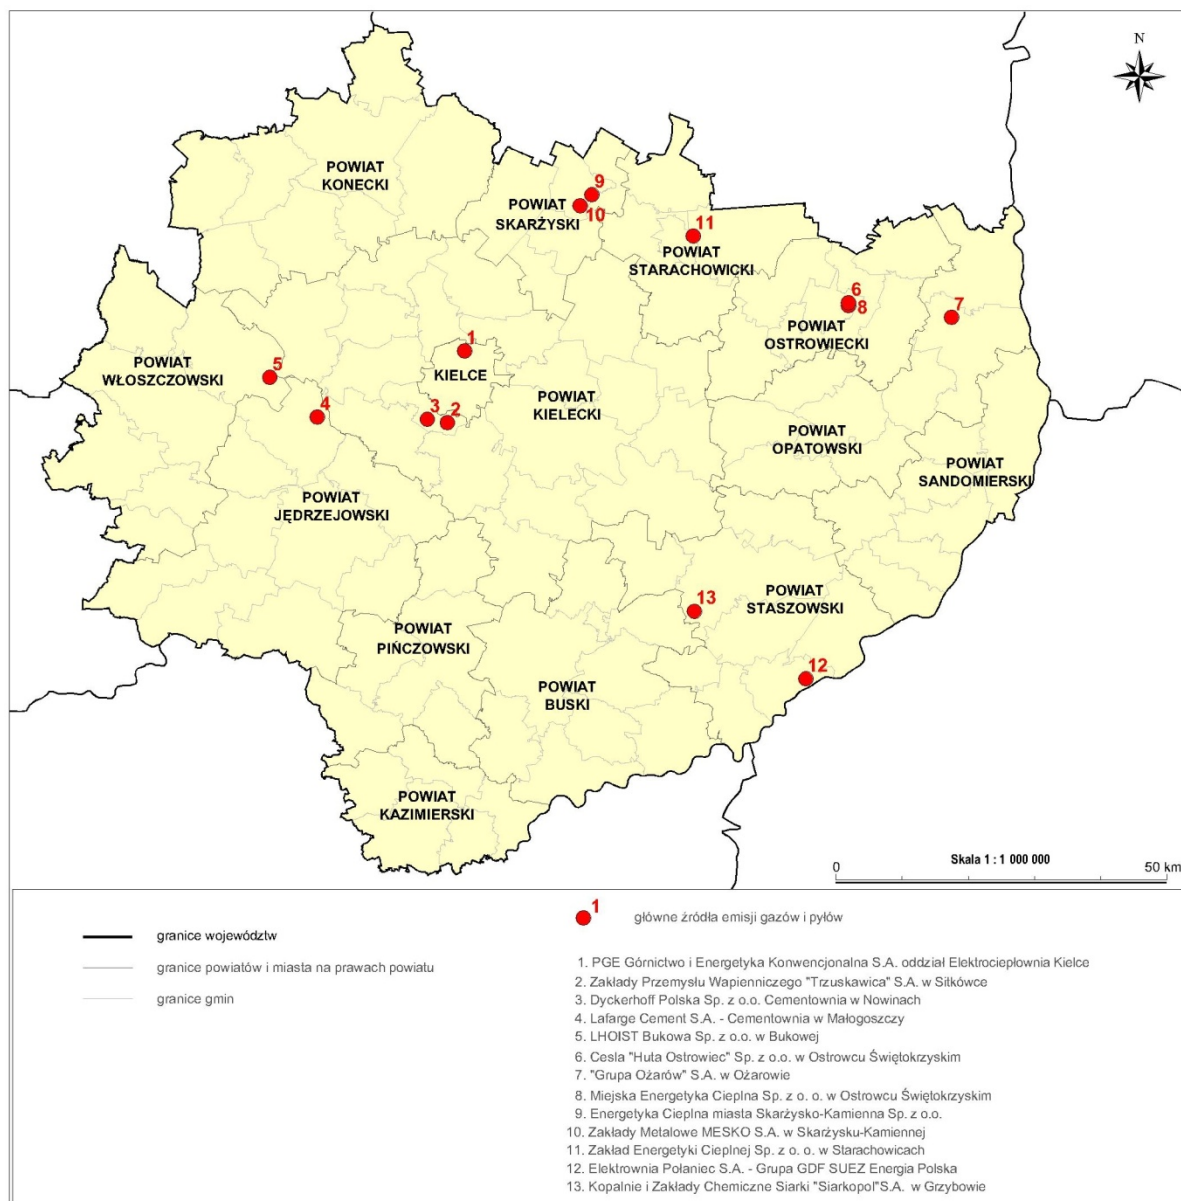 N
POWIAT
KONECKI
9
POWIAT
SKARŻYSKI
10
11
POWIAT
STARACHOWICKI
6
8
7
POWIAT
OSTROWIECKI
1
KIELCE
POWIAT
WŁOSZCZOWSKI
5
4
3
2
POWIAT
KIELECKI
POWIAT
OPATOWSKI
POWIAT
SANDOMIERSKI
POWIAT
JĘDRZEJOWSKI
13
POWIAT
STASZOWSKI
POWIAT
PIŃCZOWSKI
12
POWIAT
BUSKI
POWIAT
KAZIMIERSKI
Skala 1 : 1 000 000
0
50 km
granice województw
granice powiatów i miasta na prawach powiatu
granice gmin
1
główne źródła emisji gazów i pyłów
1. PGE Górnictwo i Energetyka Konwencjonalna S.A. oddział Elektrociepłownia Kielce
2. Zakłady Przemysłu Wapienniczego "Trzuskawica" S.A. w Sitkówce
3. Dyckerhoff Polska Sp. z o.o. Cementownia w Nowinach
4. Lafarge Cement S.A. - Cementownia w Małogoszczy
5. LHOIST Bukowa Sp. z o.o. w Bukowej
6. Cesla "Huta Ostrowiec" Sp. z o.o. w Ostrowcu Świętokrzyskim
7. "Grupa Ożarów" S.A. w Ożarowie
8. Miejska Energetyka Cieplna Sp. z o. o. w Ostrowcu Świętokrzyskim
9. Energetyka Cieplna miasta Skarżysko-Kamienna Sp. z o.o.
10. Zakłady Metalowe MESKO S.A. w Skarżysku-Kamiennej
11. Zakład Energetyki Cieplnej Sp. z o. o. w Starachowicach
12. Elektrownia Połaniec S.A. - Grupa GDF SUEZ Energia Polska
13. Kopalnie i Zakłady Chemiczne Siarki "Siarkopol"S.A. w Grzybowie